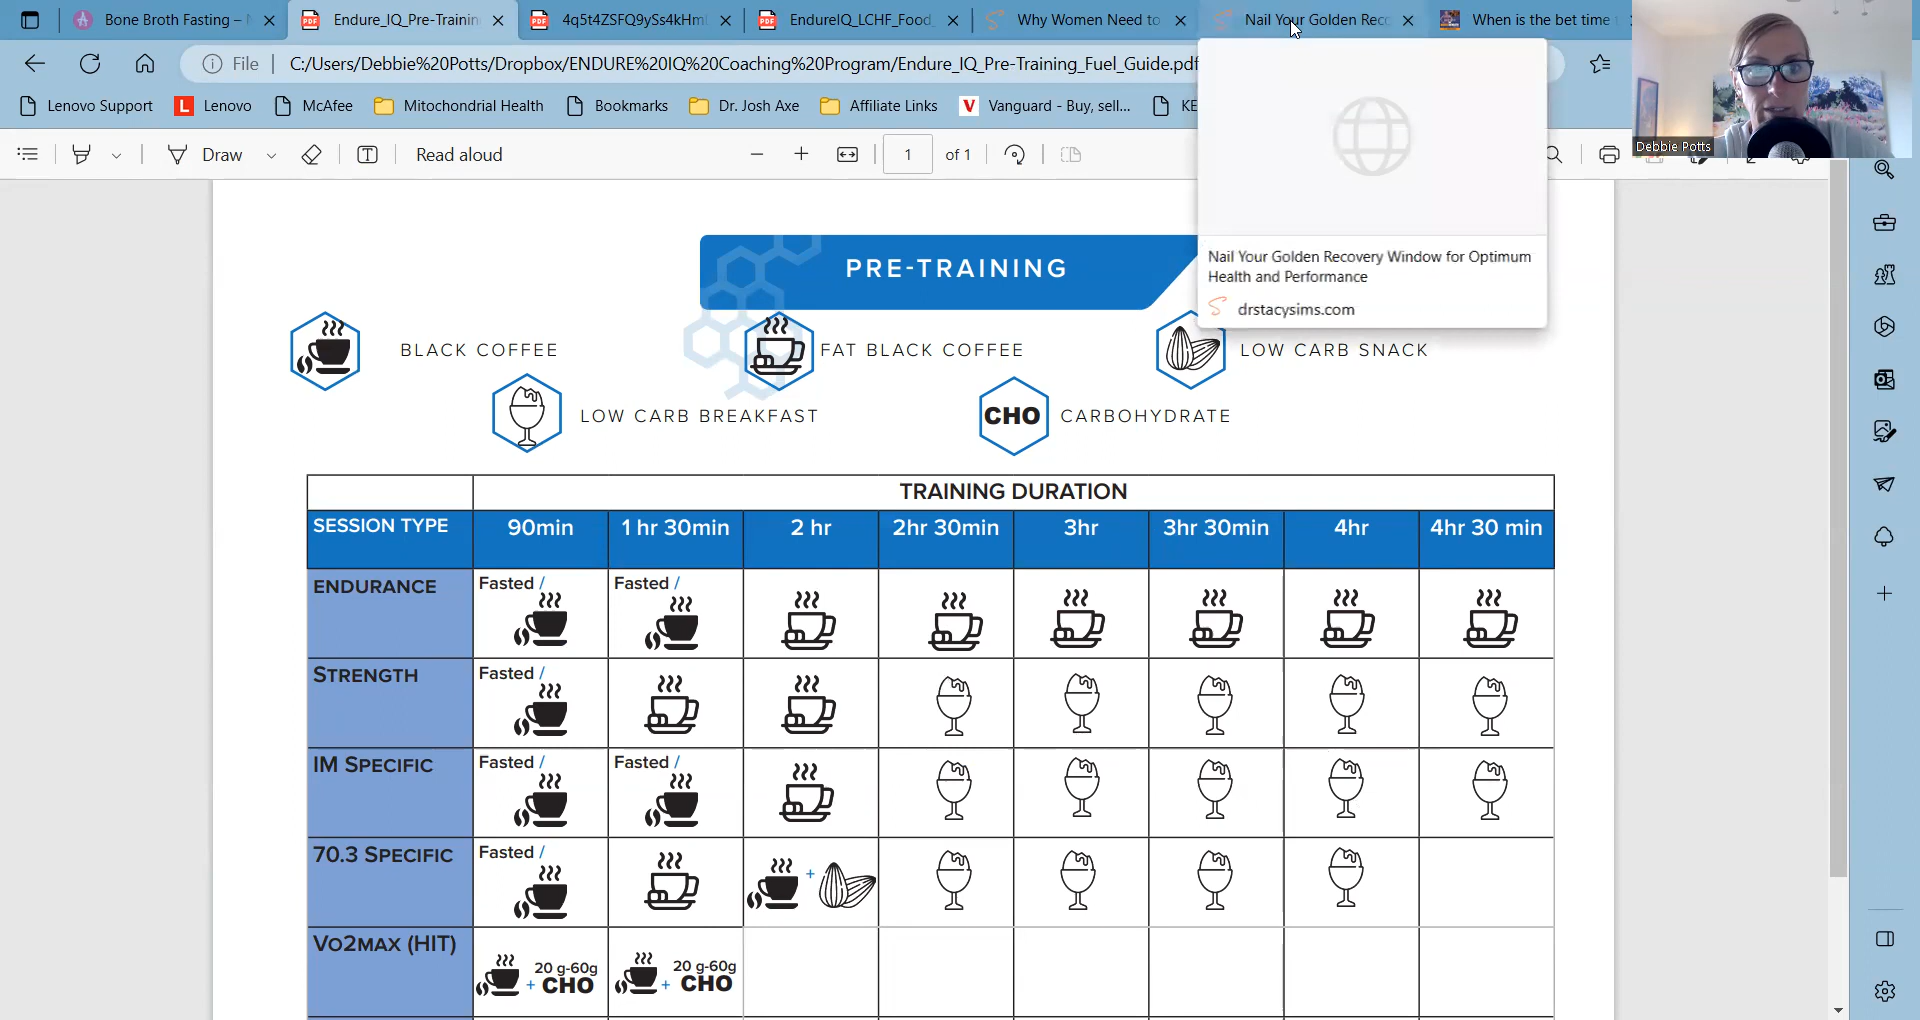 Bone Broth Fasting –
Endure_IQ_Pre-Trainin
4q5t4ZSFQ9ySs4kHm
EndureIQ_LCHF_Food_
Why Women Need to
Nail Your Golden Reco
When is the bet time
File
C:/Users/Debbie%20Potts/Dropbox/ENDURE%20IQ%20Coaching%20Program/Endure_IQ_Pre-Training_Fuel_Guide.pdf
Lenovo Support
L
Lenovo
McAfee
Mitochondrial Health
Bookmarks
Dr. Josh Axe
Affiliate Links
V
Vanguard - Buy, sell...
KE
Draw
Read aloud
1
of 1
Debbie Potts
Nail Your Golden Recovery Window for Optimum
Health and Performance
drstacysims.com
PRE-TRAINING
BLACK COFFEE
FAT BLACK COFFEE
LOW CARB SNACK
LOW CARB BREAKFAST
CHO
CARBOHYDRATE
TRAINING DURATION
SESSION TYPE
90min
1 hr 30min
2 hr
2hr 30min
3hr
3hr 30min
4hr
4hr 30 min
ENDURANCE
Fasted /
Fasted /
STRENGTH
Fasted /
IM SPECIFIC
Fasted /
Fasted /
70.3 SPECIFIC
Fasted /
+
VO2MAX (HIT)
+ 20 g-60g
CHO
+ 20 g-60g
CHO